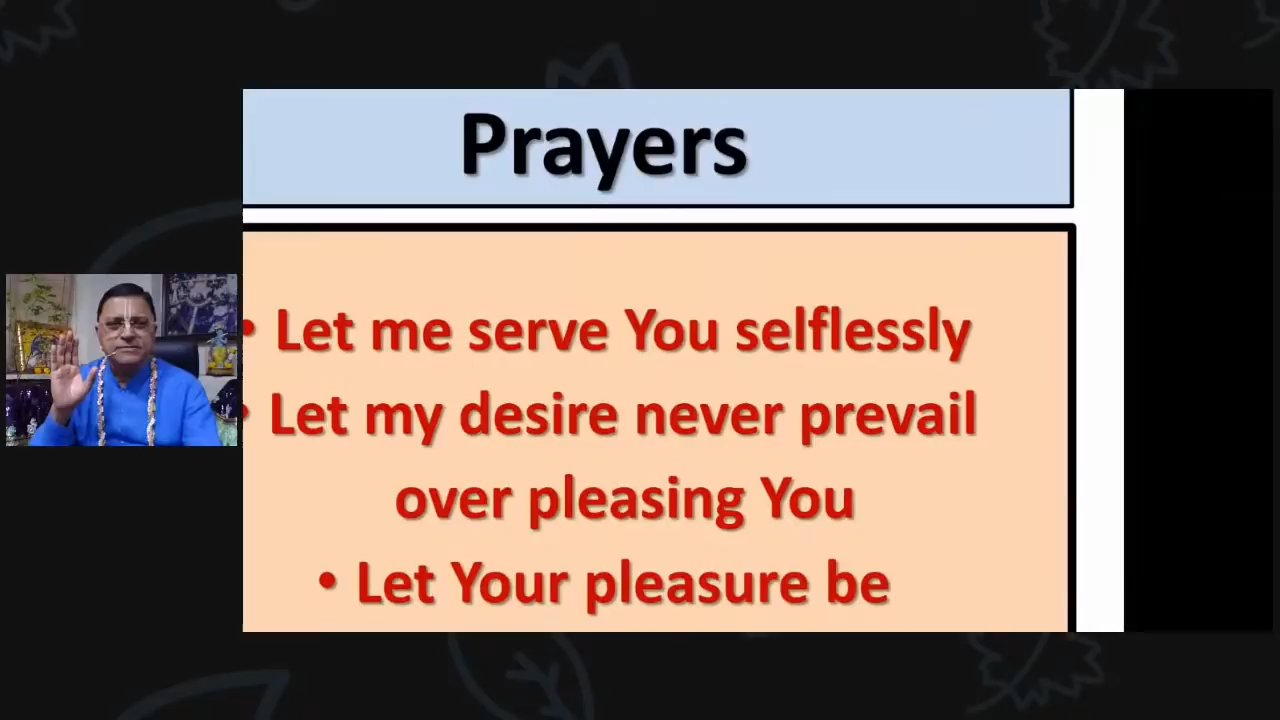 Prayers
• Let me serve You selflessly
• Let my desire never prevail
over pleasing You
• Let Your pleasure be